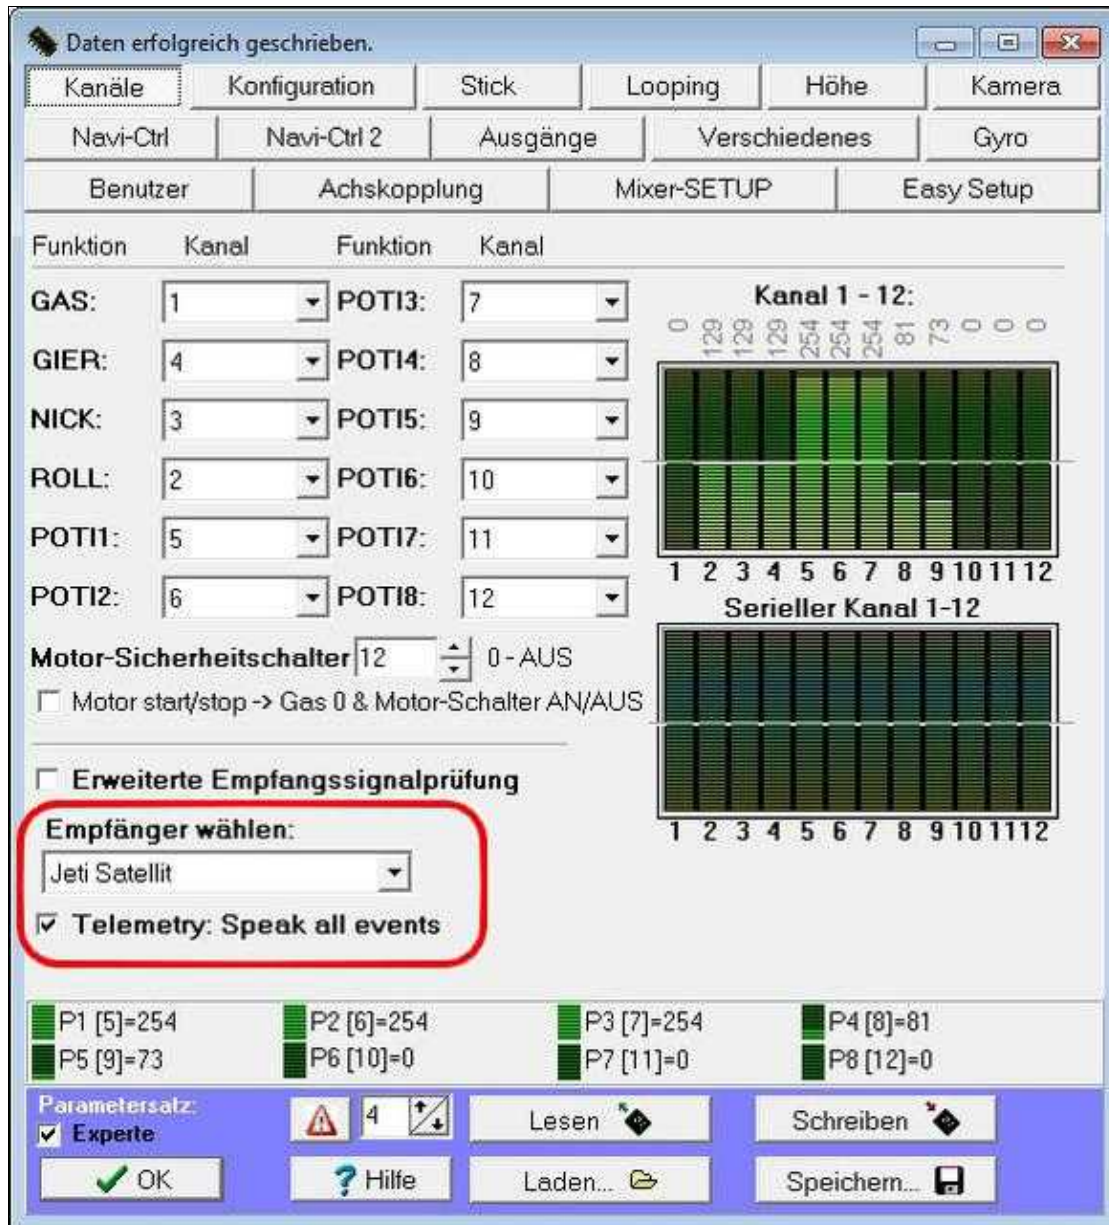 Daten erfolgreich geschrieben.
Kanäle Konfiguration Stick Looping Höhe Kamera
Navi-Ctrl Navi-Ctrl 2 Ausgänge Verschiedenes Gyro
Benutzer Achskopplung Mixer-SETUP Easy Setup
Funktion Kanal Funktion Kanal
GAS: 1 POTI3: 7
GIER: 4 POTI4: 8
NICK: 3 POTI5: 9
ROLL: 2 POTI6: 10
POTI1: 5 POTI7: 11
POTI2: 6 POTI8: 12
Kanal 1 - 12:
0 129 129 129 254 254 254 81 73 0 0 0
1 2 3 4 5 6 7 8 9 10 11 12
Serieller Kanal 1-12
1 2 3 4 5 6 7 8 9 10 11 12
Motor-Sicherheitschalter 12 0 - AUS
Motor start/stop -> Gas 0 & Motor-Schalter AN/AUS
Erweiterte Empfangssignalprüfung
Empfänger wählen:
Jeti Satellit
Telemetry: Speak all events
P1 [5]=254 P2 [6]=254 P3 [7]=254 P4 [8]=81
P5 [9]=73 P6 [10]=0 P7 [11]=0 P8 [12]=0
Parametersatz:
Experte 4 Lesen Schreiben
OK Hilfe Laden... Speichern...